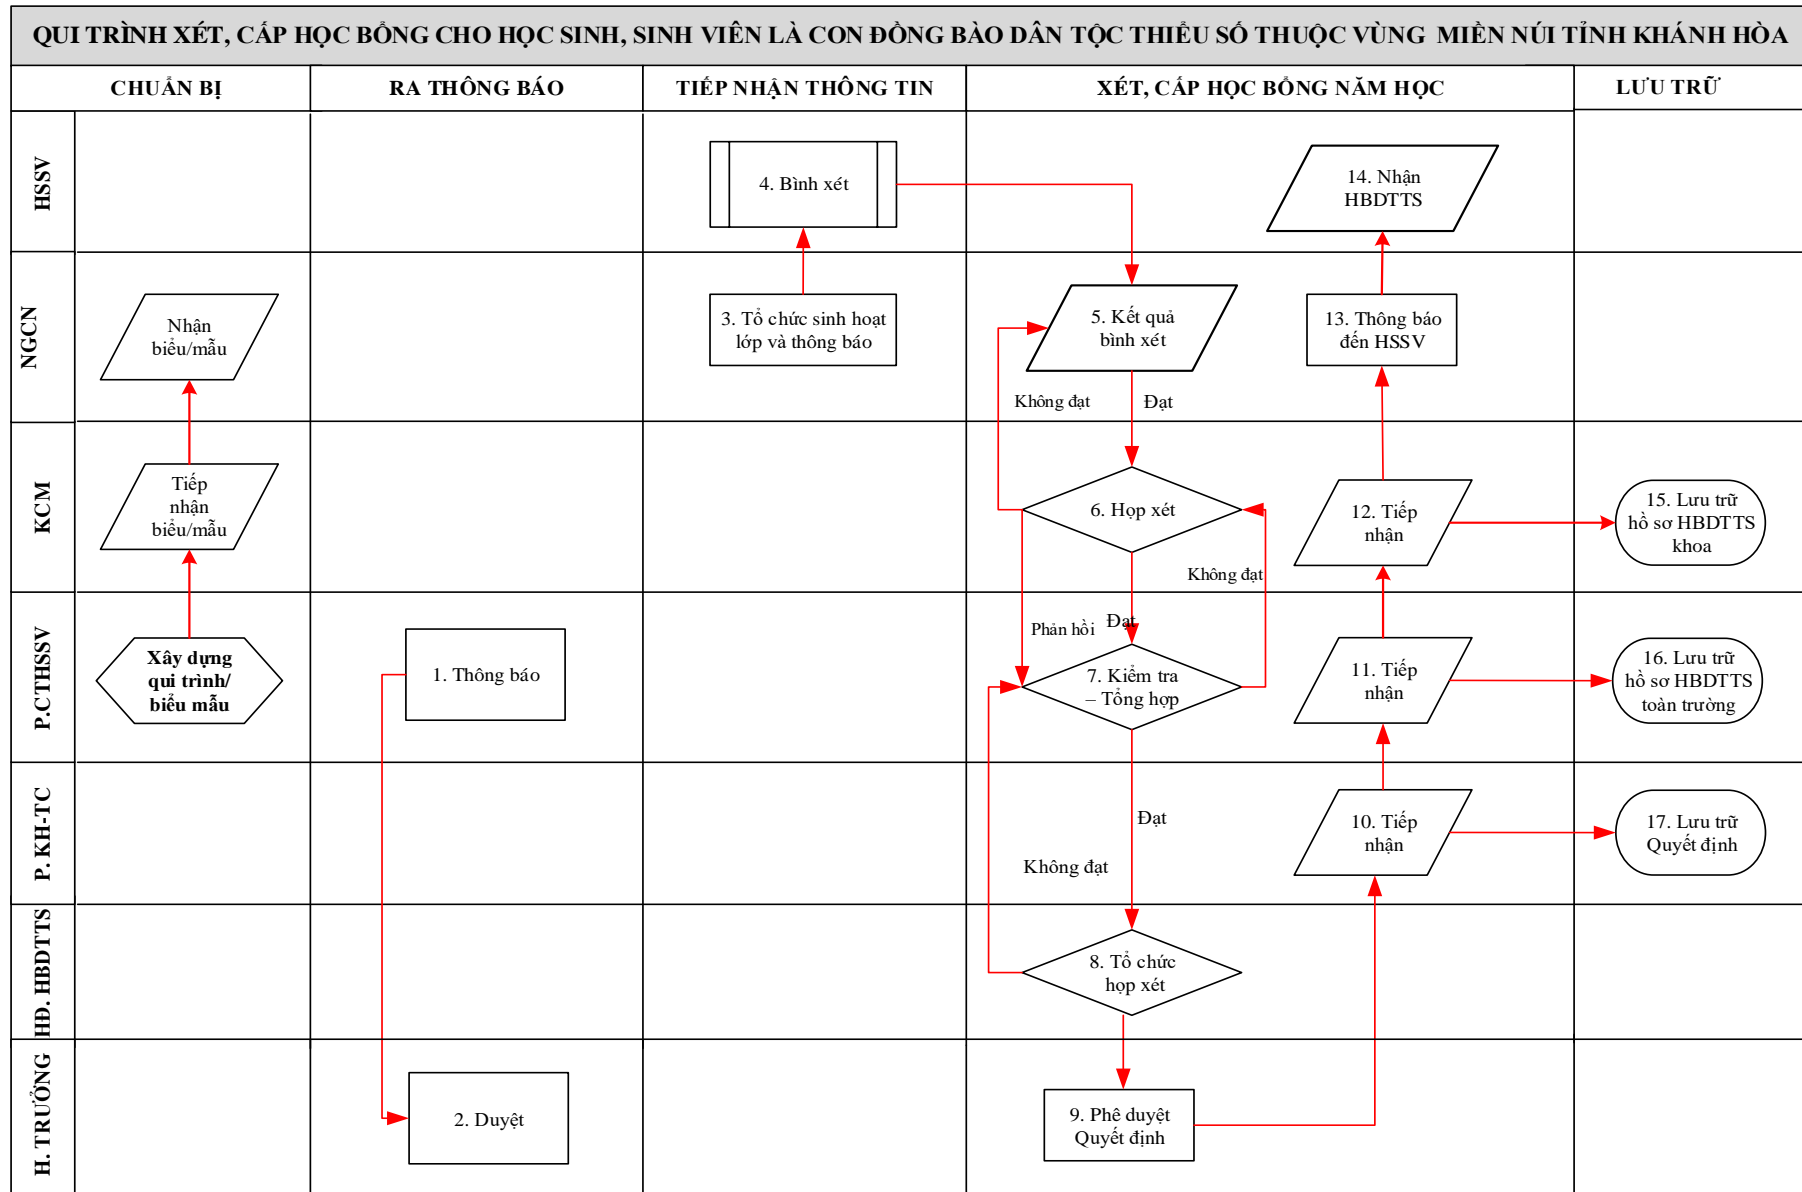 QUI TRÌNH XÉT, CẤP HỌC BỔNG CHO HỌC SINH, SINH VIÊN LÀ CON ĐỒNG BÀO DÂN TỘC THIỂU SỐ THUỘC VÙNG MIỀN NÚI TỈNH KHÁNH HÒA
CHUẨN BỊ
RA THÔNG BÁO
TIẾP NHẬN THÔNG TIN
XÉT, CẤP HỌC BỔNG NĂM HỌC
LƯU TRỮ
HSSV
4. Bình xét
14. Nhận
HBDTTS
NGCN
Nhận
biểu/mẫu
3. Tổ chức sinh hoạt
lớp và thông báo
5. Kết quả
bình xét
13. Thông báo
đến HSSV
Không đạt
Đạt
KCM
Tiếp
nhận
biểu/mẫu
6. Họp xét
12. Tiếp
nhận
15. Lưu trữ
hồ sơ HBDTTS
khoa
Không đạt
P.CTHSSV
Xây dựng
qui trình/
biểu mẫu
1. Thông báo
Phản hồi
Đạt
7. Kiểm tra
– Tổng hợp
11. Tiếp
nhận
16. Lưu trữ
hồ sơ HBDTTS
toàn trường
P. KH-TC
Đạt
Không đạt
10. Tiếp
nhận
17. Lưu trữ
Quyết định
HĐ. HBDTTS
8. Tổ chức
họp xét
H. TRƯỞNG
2. Duyệt
9. Phê duyệt
Quyết định